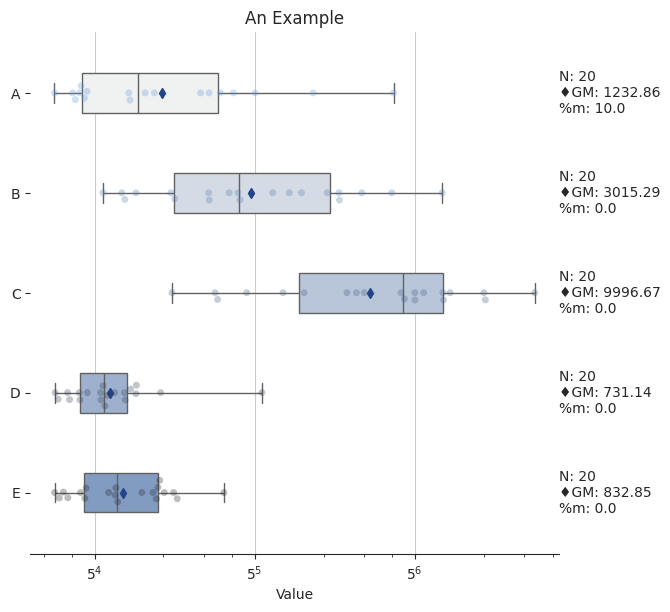 An Example
A
N: 20
♦GM: 1232.86
%m: 10.0
B
N: 20
♦GM: 3015.29
%m: 0.0
C
N: 20
♦GM: 9996.67
%m: 0.0
D
N: 20
♦GM: 731.14
%m: 0.0
E
N: 20
♦GM: 832.85
%m: 0.0
5⁴ 5⁵ 5⁶
Value